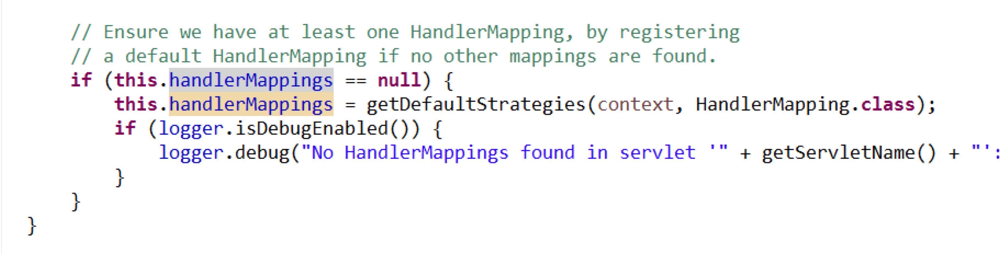 // Ensure we have at least one HandlerMapping, by registering
// a default HandlerMapping if no other mappings are found.
if (this.handlerMappings == null) {
this.handlerMappings = getDefaultStrategies(context, HandlerMapping.class);
if (logger.isDebugEnabled()) {
logger.debug("No HandlerMappings found in servlet '" + getServletName() + "':
}
}
}